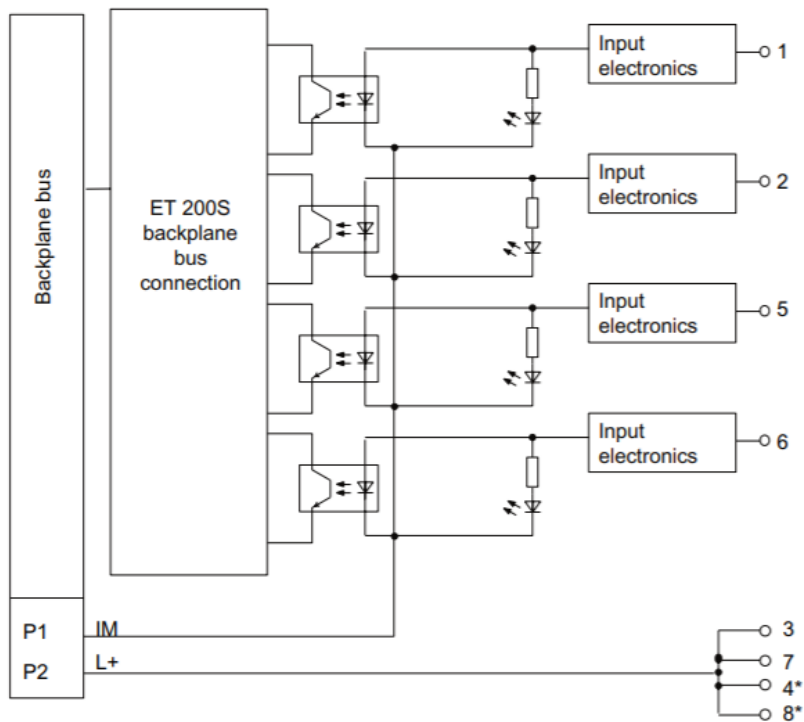 Backplane bus
ET 200S
backplane
bus
connection
Input
electronics
1
Input
electronics
2
Input
electronics
5
Input
electronics
6
P1
IM
P2
L+
3
7
4*
8*